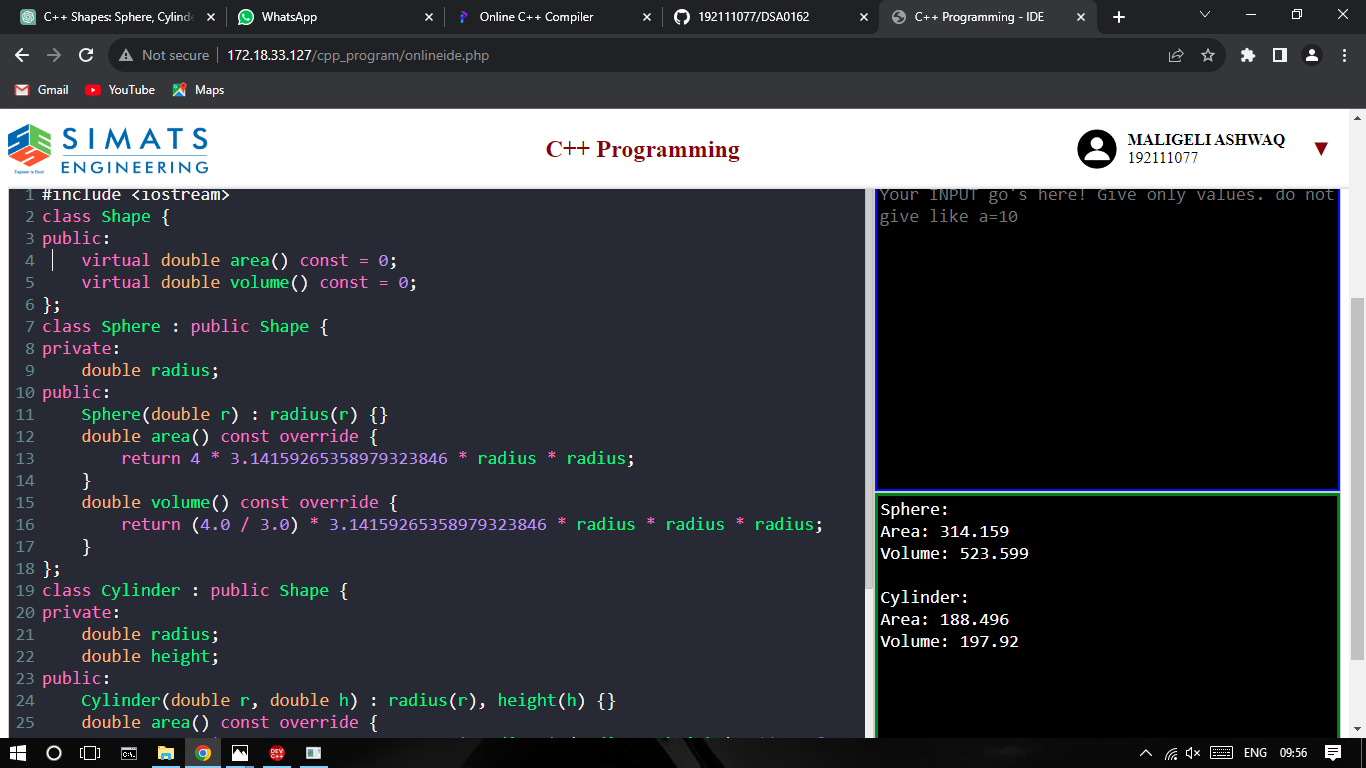 C++ Shapes: Sphere, Cylind
WhatsApp
Online C++ Compiler
192111077/DSA0162
C++ Programming - IDE
Not secure
172.18.33.127/cpp_program/onlineide.php
Gmail
YouTube
Maps
SIMATS
ENGINEERING
Engineer to Excel
C++ Programming
MALIGELI ASHWAQ
192111077
1 #include <iostream>
2 class Shape {
3 public:
4     virtual double area() const = 0;
5     virtual double volume() const = 0;
6 };
7 class Sphere : public Shape {
8 private:
9     double radius;
10 public:
11     Sphere(double r) : radius(r) {}
12     double area() const override {
13         return 4 * 3.14159265358979323846 * radius * radius;
14     }
15     double volume() const override {
16         return (4.0 / 3.0) * 3.14159265358979323846 * radius * radius * radius;
17     }
18 };
19 class Cylinder : public Shape {
20 private:
21     double radius;
22     double height;
23 public:
24     Cylinder(double r, double h) : radius(r), height(h) {}
25     double area() const override {
Your INPUT go's here! Give only values. do not
give like a=10
Sphere:
Area: 314.159
Volume: 523.599
Cylinder:
Area: 188.496
Volume: 197.92
DEV
C++
ENG
09:56